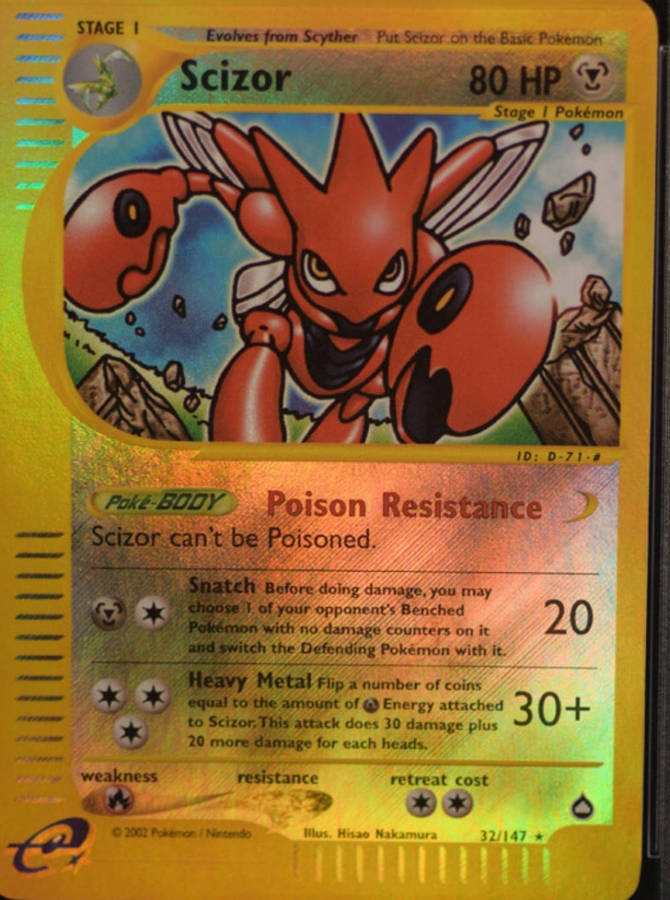 STAGE 1
Evolves from Scyther Put Scizor on the Basic Pokémon
Scizor 80 HP
Stage 1 Pokémon
ID: D-71-#
Poké-BODY Poison Resistance
Scizor can't be Poisoned.
Snatch Before doing damage, you may
choose 1 of your opponent's Benched
Pokémon with no damage counters on it
and switch the Defending Pokémon with it.
20
Heavy Metal Flip a number of coins
equal to the amount of Energy attached
to Scizor. This attack does 30 damage plus
20 more damage for each heads.
30+
weakness resistance retreat cost
© 2002 Pokémon / Nintendo Illus. Hisao Nakamura 32/147 ★
e